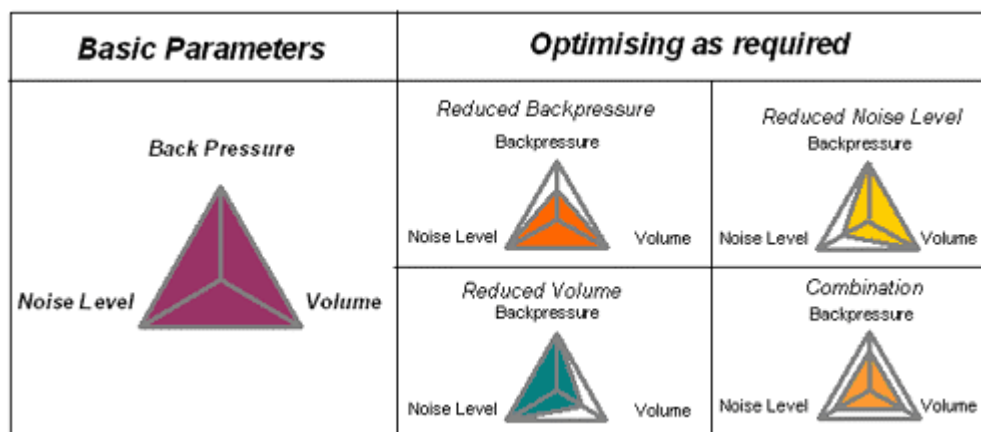 Basic Parameters
Optimising as required
Back Pressure
Noise Level
Volume
Reduced Backpressure
Backpressure
Noise Level
Volume
Reduced Noise Level
Backpressure
Noise Level
Volume
Reduced Volume
Backpressure
Noise Level
Volume
Combination
Backpressure
Noise Level
Volume